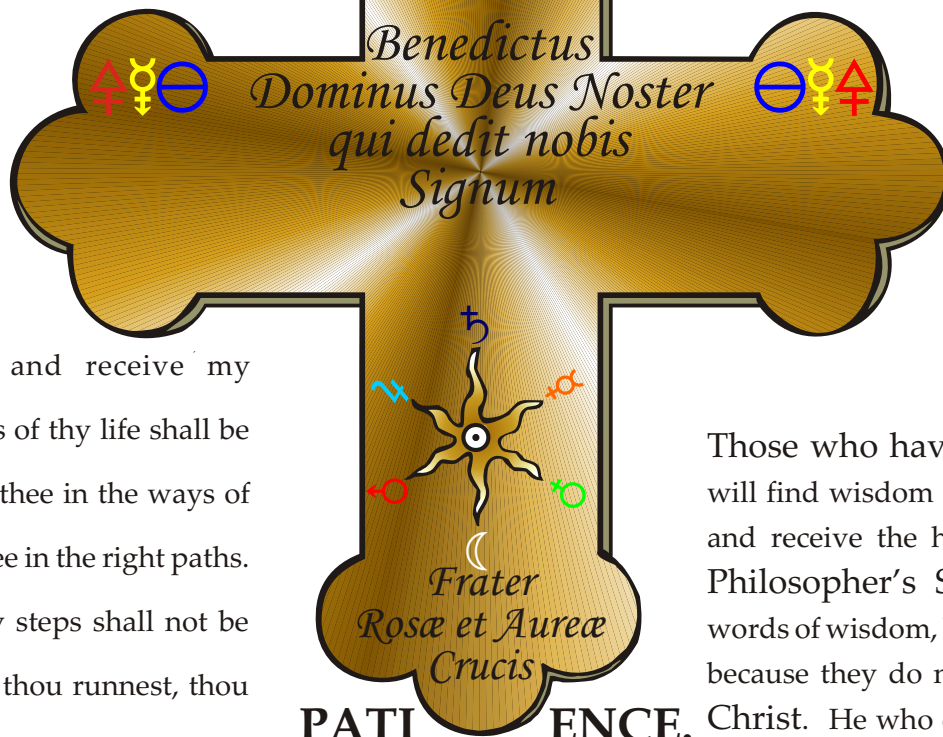 Benedictus
Dominus Deus Noster
qui dedit nobis
Signum
and receive my
of thy life shall be
thee in the ways of
in the right paths.
steps shall not be
thou runnest, thou
Frater
Rosæ et Aureæ
Crucis
PATI ENCE.
Those who
will find wisdom
and receive the
Philosopher's
words of wisdom,
because they do
Christ. He who